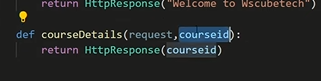 return HttpResponse("Welcome to Wscubetech")
def courseDetails(request,courseid):
return HttpResponse(courseid)